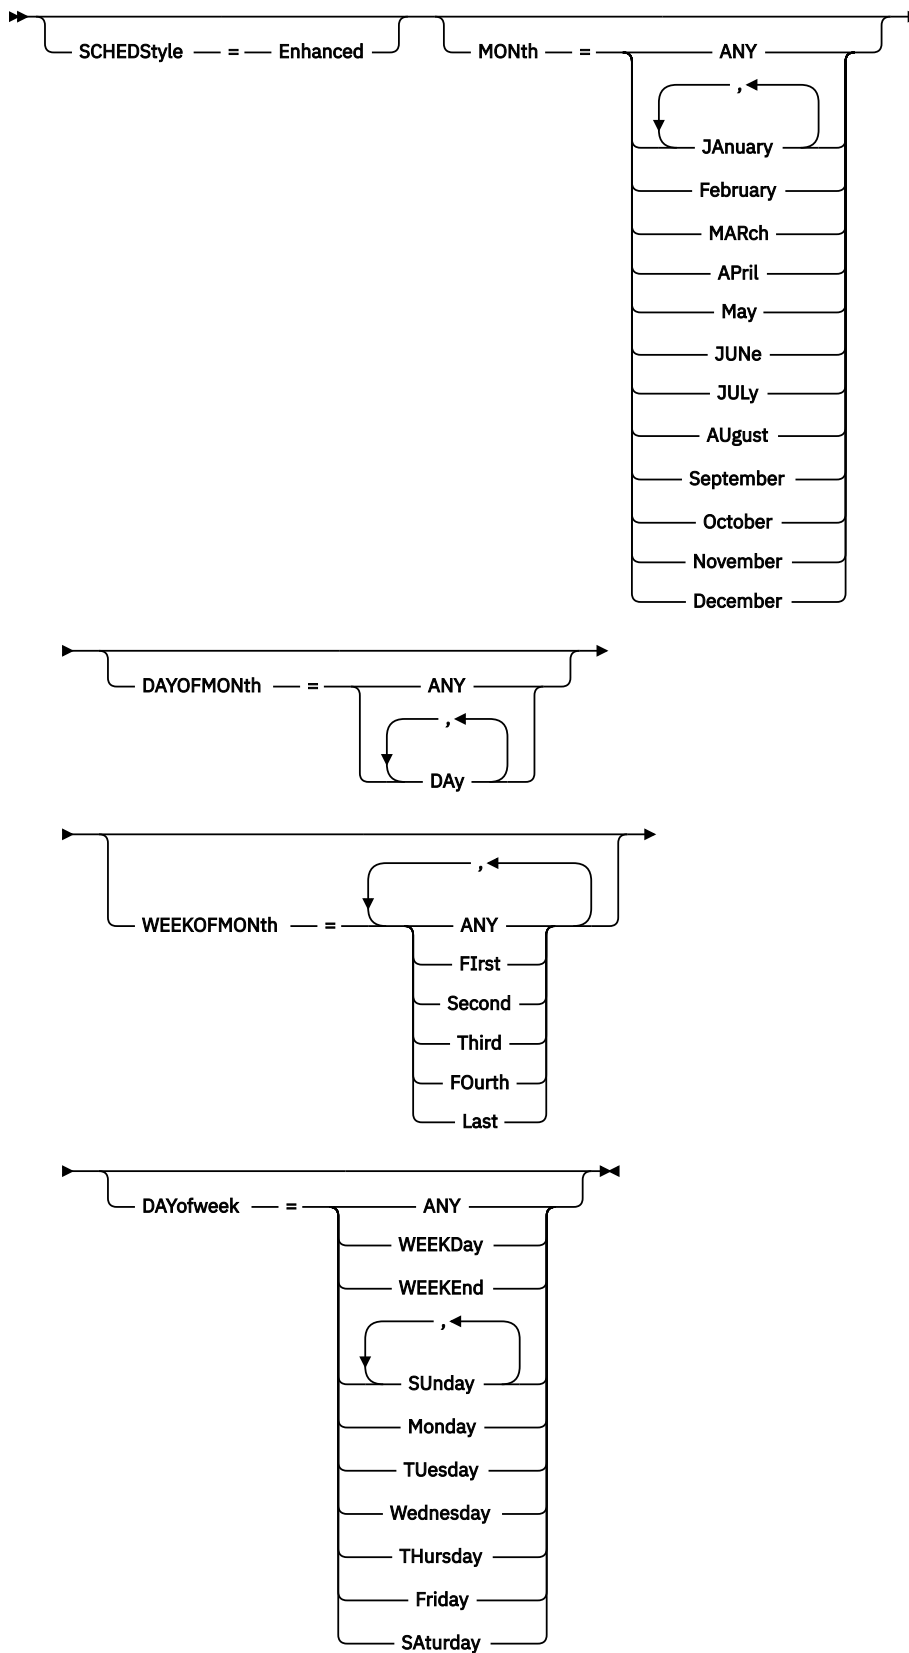 SCHEDStyle = Enhanced MONth = ANY
,
JAnuary
February
MARch
APril
May
JUNe
JULy
AUgust
September
October
November
December
DAYOFMONth = ANY
,
DAy
,
WEEKOFMONth = ANY
FIrst
Second
Third
FOurth
Last
DAYofweek = ANY
WEEKDay
WEEKEnd
,
SUnday
Monday
TUesday
Wednesday
THursday
Friday
SAturday